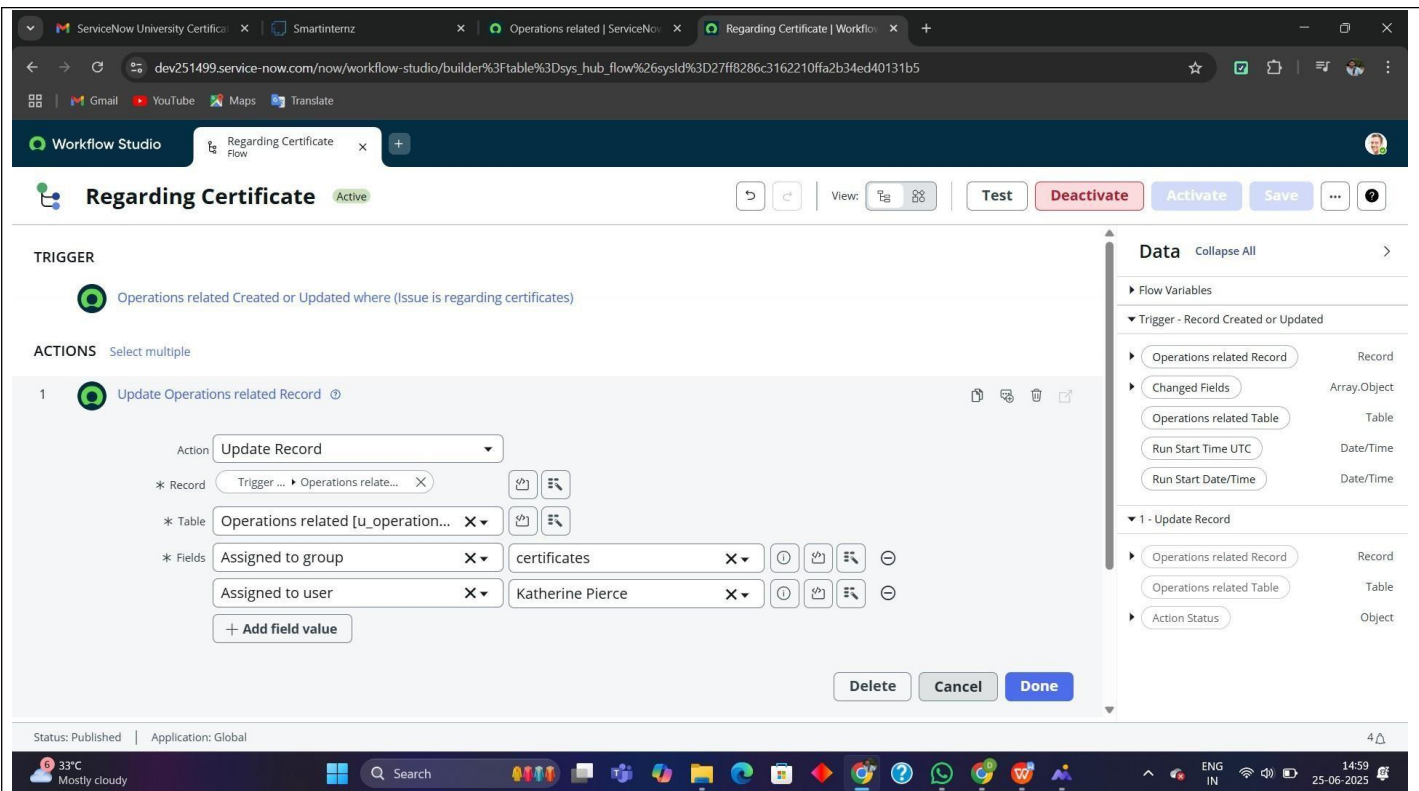 ServiceNow University Certifica
Smartinternz
Operations related | ServiceNov
Regarding Certificate | Workflov
dev251499.service-now.com/now/workflow-studio/builder%3Ftable%3Dsys_hub_flow%26sysId%3D27ff8286c3162210ffa2b34ed40131b5
Gmail YouTube Maps Translate
Workflow Studio
Regarding Certificate
Flow
Regarding Certificate Active
View: Test Deactivate Activate Save ...
TRIGGER
Operations related Created or Updated where (Issue is regarding certificates)
ACTIONS Select multiple
1 Update Operations related Record
Action Update Record
* Record Trigger ... ▸ Operations relate... X
* Table Operations related [u_operation...
* Fields Assigned to group certificates
Assigned to user Katherine Pierce
+ Add field value
Delete Cancel Done
Data Collapse All
Flow Variables
Trigger - Record Created or Updated
Operations related Record Record
Changed Fields Array.Object
Operations related Table Table
Run Start Time UTC Date/Time
Run Start Date/Time Date/Time
1 - Update Record
Operations related Record Record
Operations related Table Table
Action Status Object
Status: Published | Application: Global
4
6
33°C
Mostly cloudy
Search
ENG
IN
14:59
25-06-2025